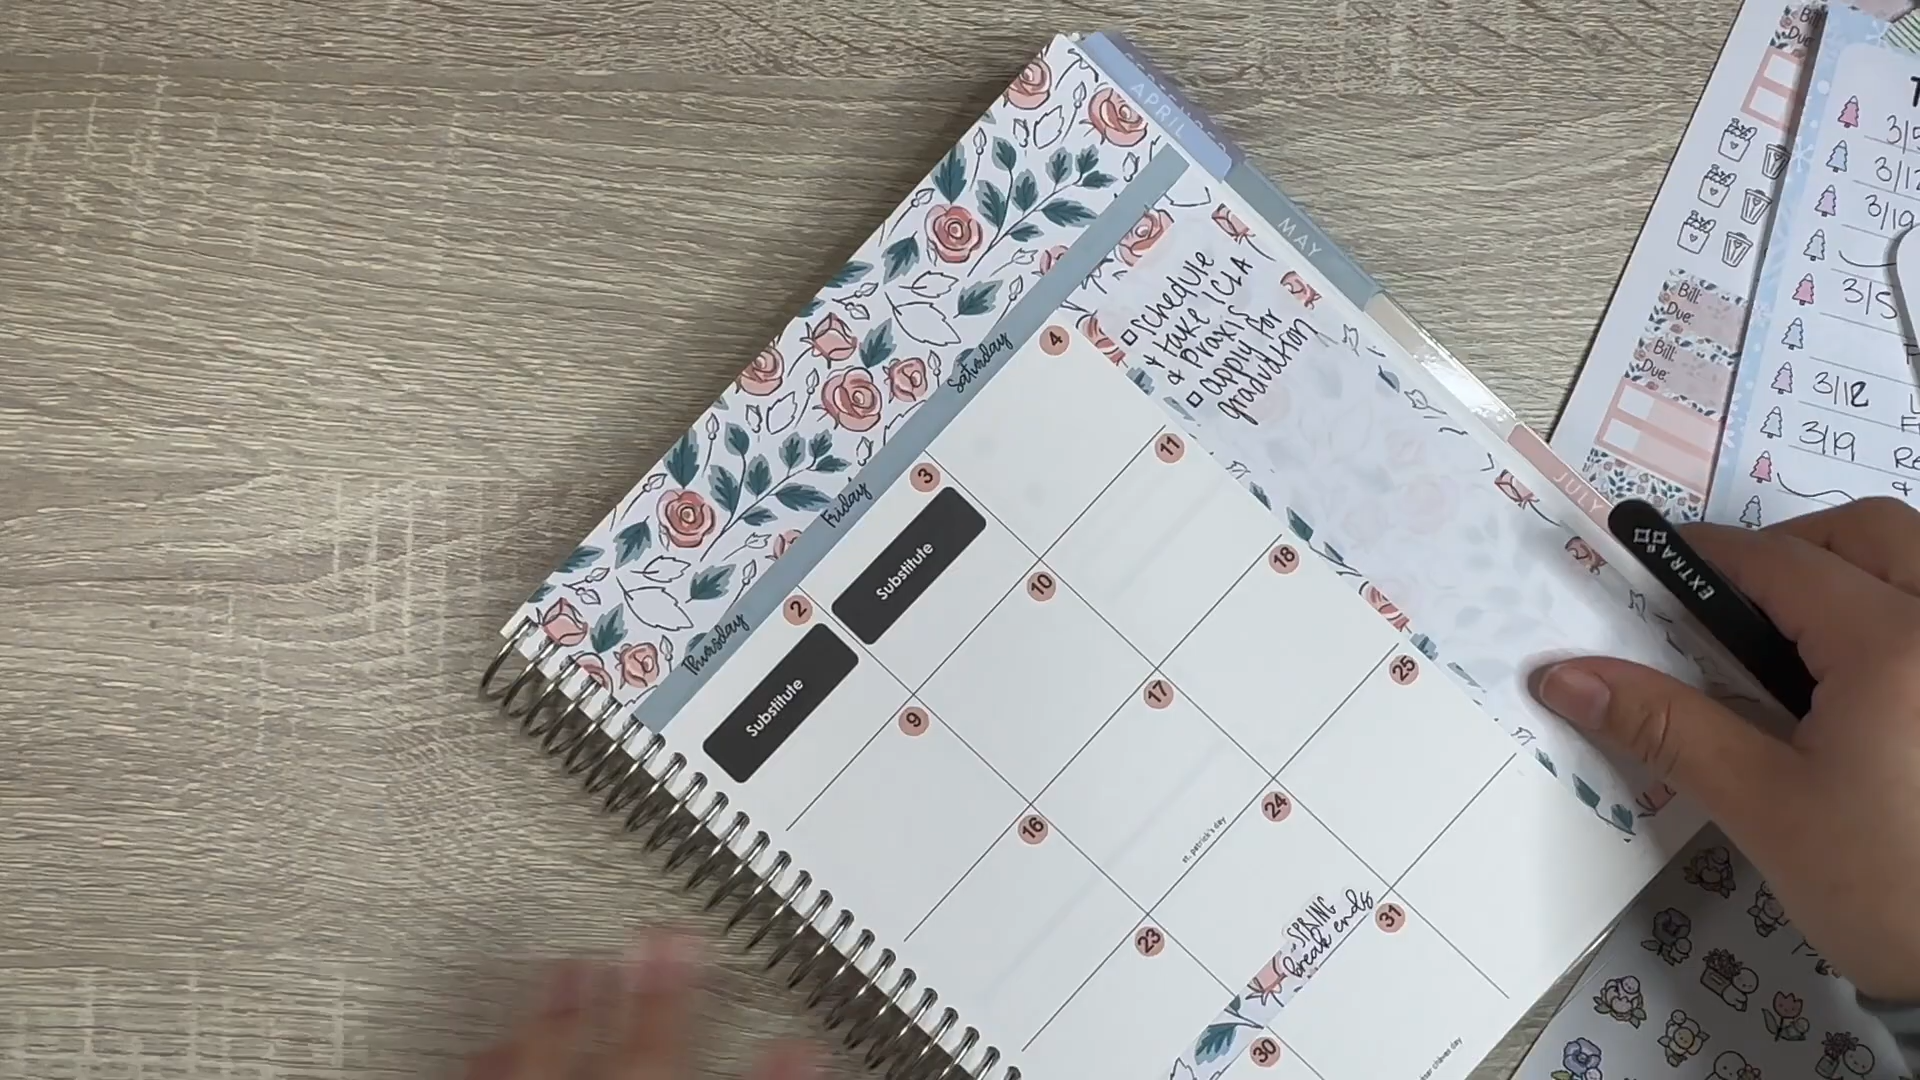 APRIL
MAY
JULY
Thursday
Friday
Saturday
2
3
4
Substitute
Substitute
9
10
11
16
17
18
st. patrick's day
23
24
25
SPRING
break ends
30
31
schedule
& take ICLA
& praxis
apply for
graduation
EXTRA
Bill:
Due:
Bill:
Due:
Bill:
Due:
3/12
3/19
3/5
3/12
3/19
&